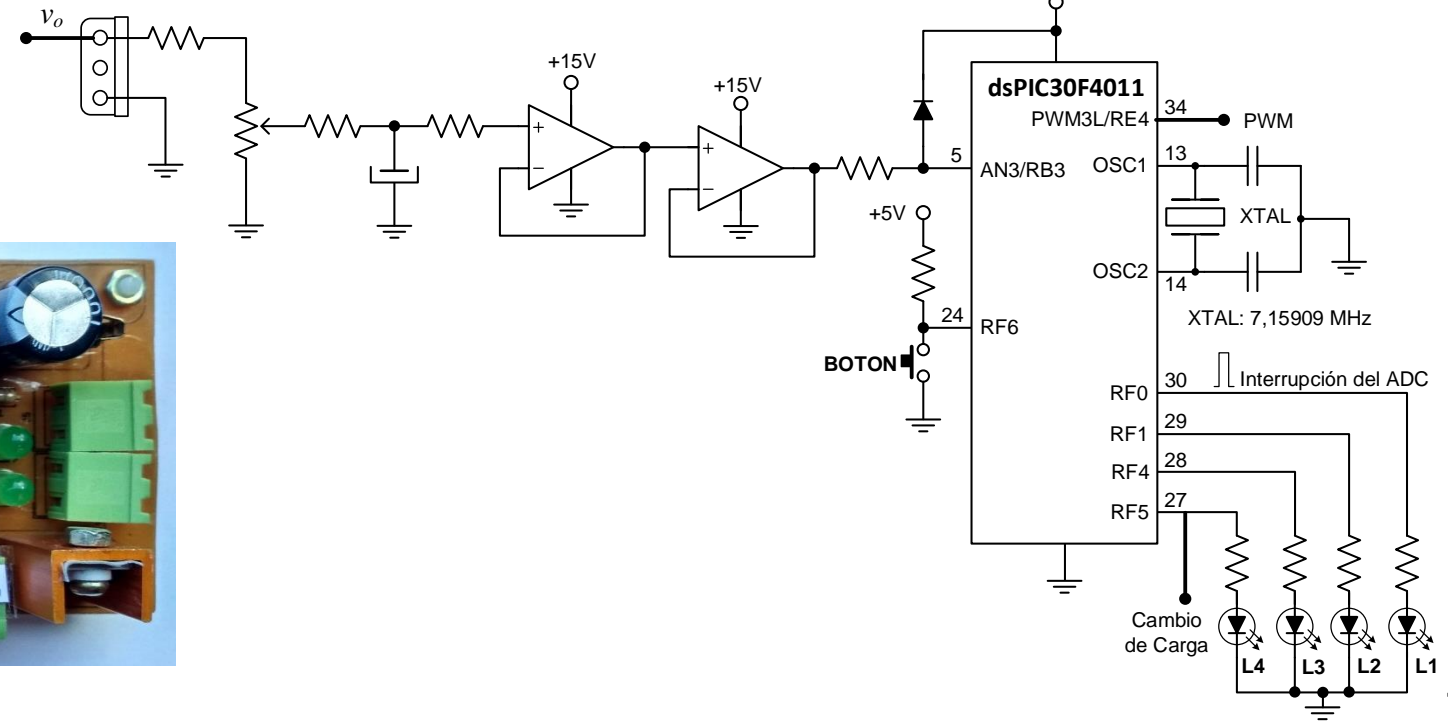 vₒ
+15V
+15V
dsPIC30F4011
PWM3L/RE4
34
PWM
5
AN3/RB3
OSC1
13
XTAL
OSC2
14
XTAL: 7,15909 MHz
+5V
24
RF6
BOTON
30
RF0
Interrupción del ADC
29
RF1
28
RF4
27
RF5
Cambio
de Carga
L4
L3
L2
L1